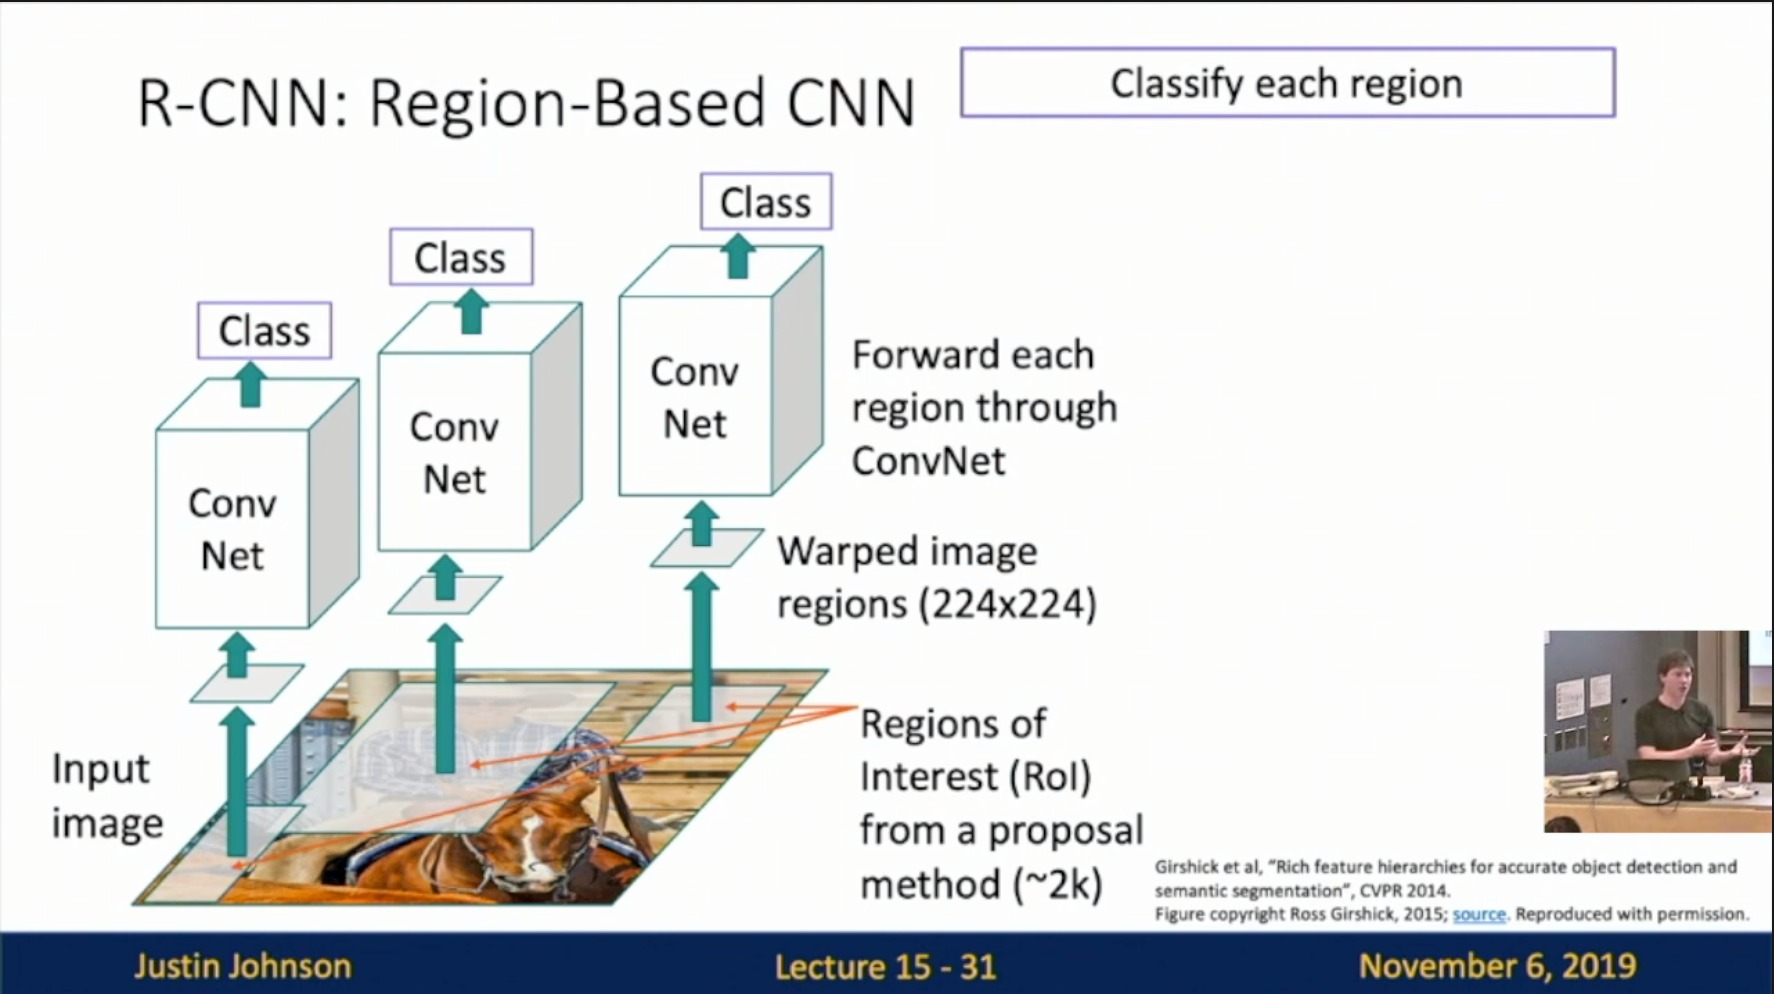 R-CNN: Region-Based CNN
Classify each region
Class
Class
Class
Conv
Net
Conv
Net
Conv
Net
Forward each
region through
ConvNet
Warped image
regions (224x224)
Input
image
Regions of
Interest (RoI)
from a proposal
method (~2k)
Girshick et al, "Rich feature hierarchies for accurate object detection and
semantic segmentation", CVPR 2014.
Figure copyright Ross Girshick, 2015; source. Reproduced with permission.
Justin Johnson
Lecture 15 - 31
November 6, 2019